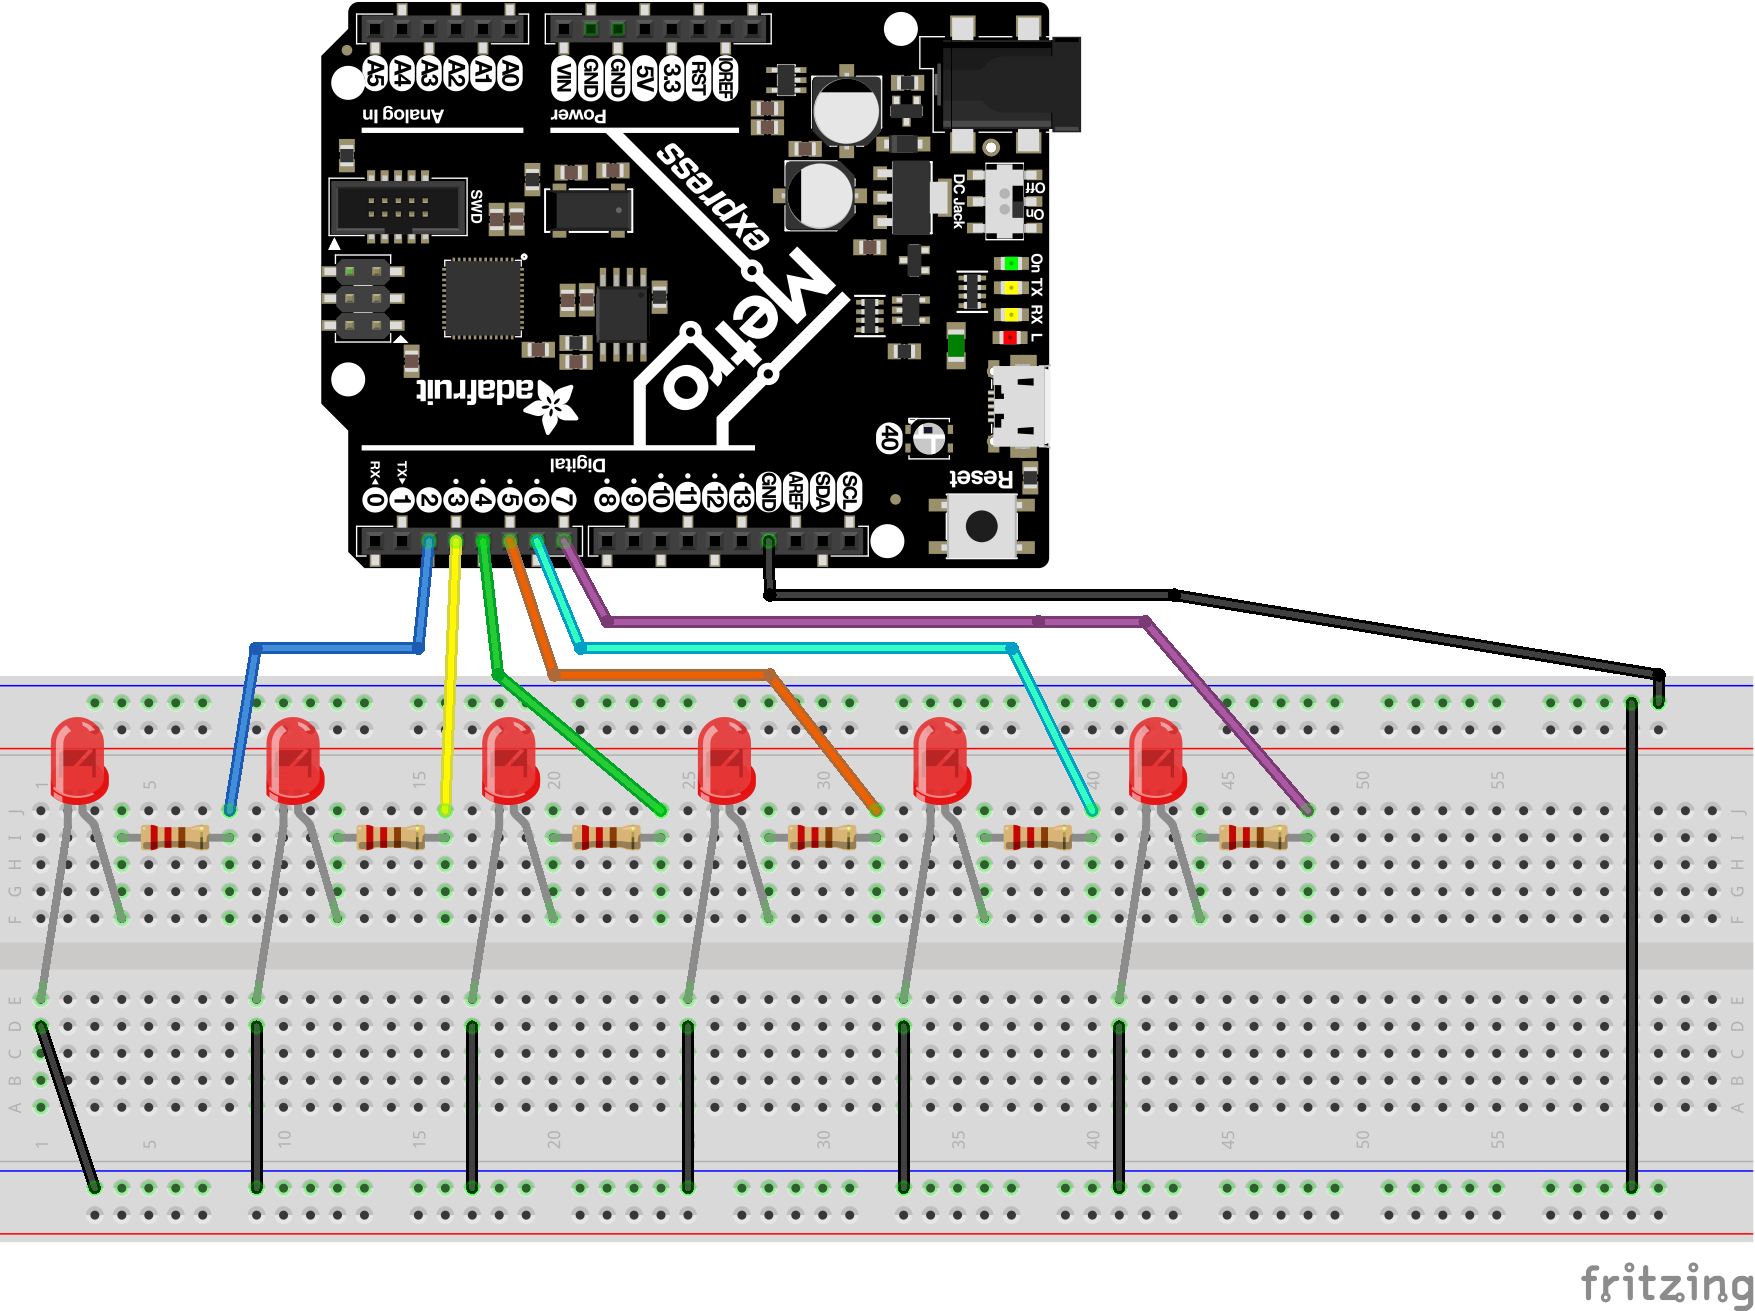 A5 A4 A3 A2 A1 A0
VIN GND GND 5V 3.3 RST IOREF
Analog In
Power
SWD
DC Jack
Off
On
On TX RX L
Metro
express
adafruit
40
Reset
Digital
RX◂ TX▸
0 1 2 3 4 5 6 7 8 9 10 11 12 13 GND AREF SDA SCL
1 5 15 20 25 30 40 45 50 55
J J
I I
H H
G G
F F
E E
D D
C C
B B
A A
1 5 10 15 20 30 35 40 45 50 55
fritzing